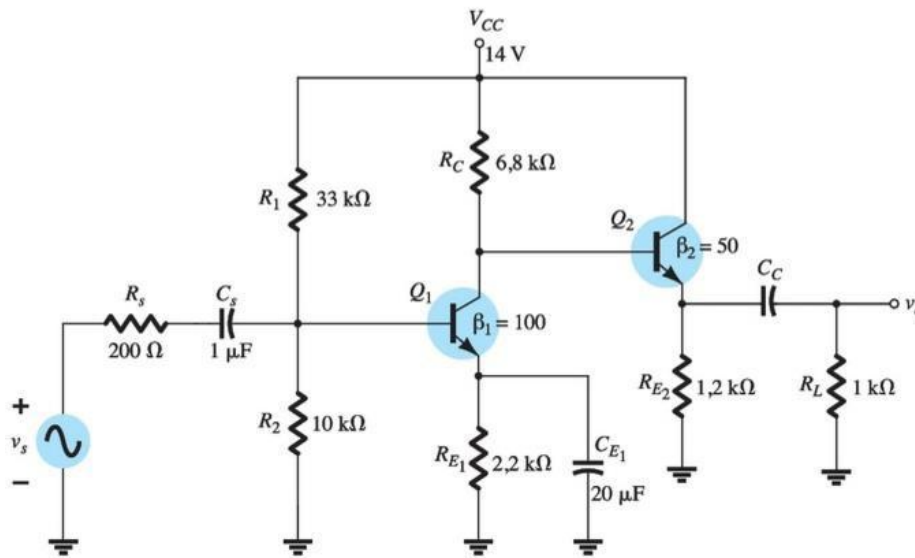 V_CC
14 V
R_C 6,8 kΩ
R_1 33 kΩ
Q_2
β_2 = 50
C_C
R_s
C_s
Q_1
200 Ω
1 μF
β_1 = 100
R_E2 1,2 kΩ
R_L 1 kΩ
+
v_s
−
R_2 10 kΩ
R_E1 2,2 kΩ
C_E1
20 μF